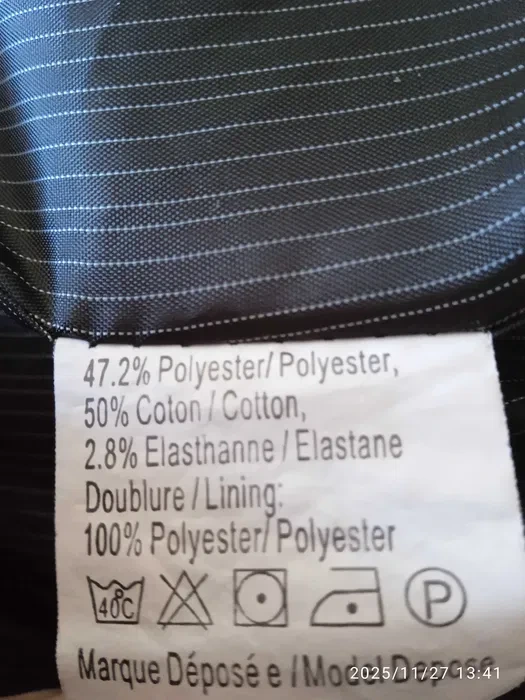 47.2% Polyester/ Polyester,
50% Coton / Cotton,
2.8% Elasthanne / Elastane
Doublure / Lining:
100% Polyester/ Polyester
40C
P
Marque Déposé e / Model
2025/11/27 13:41